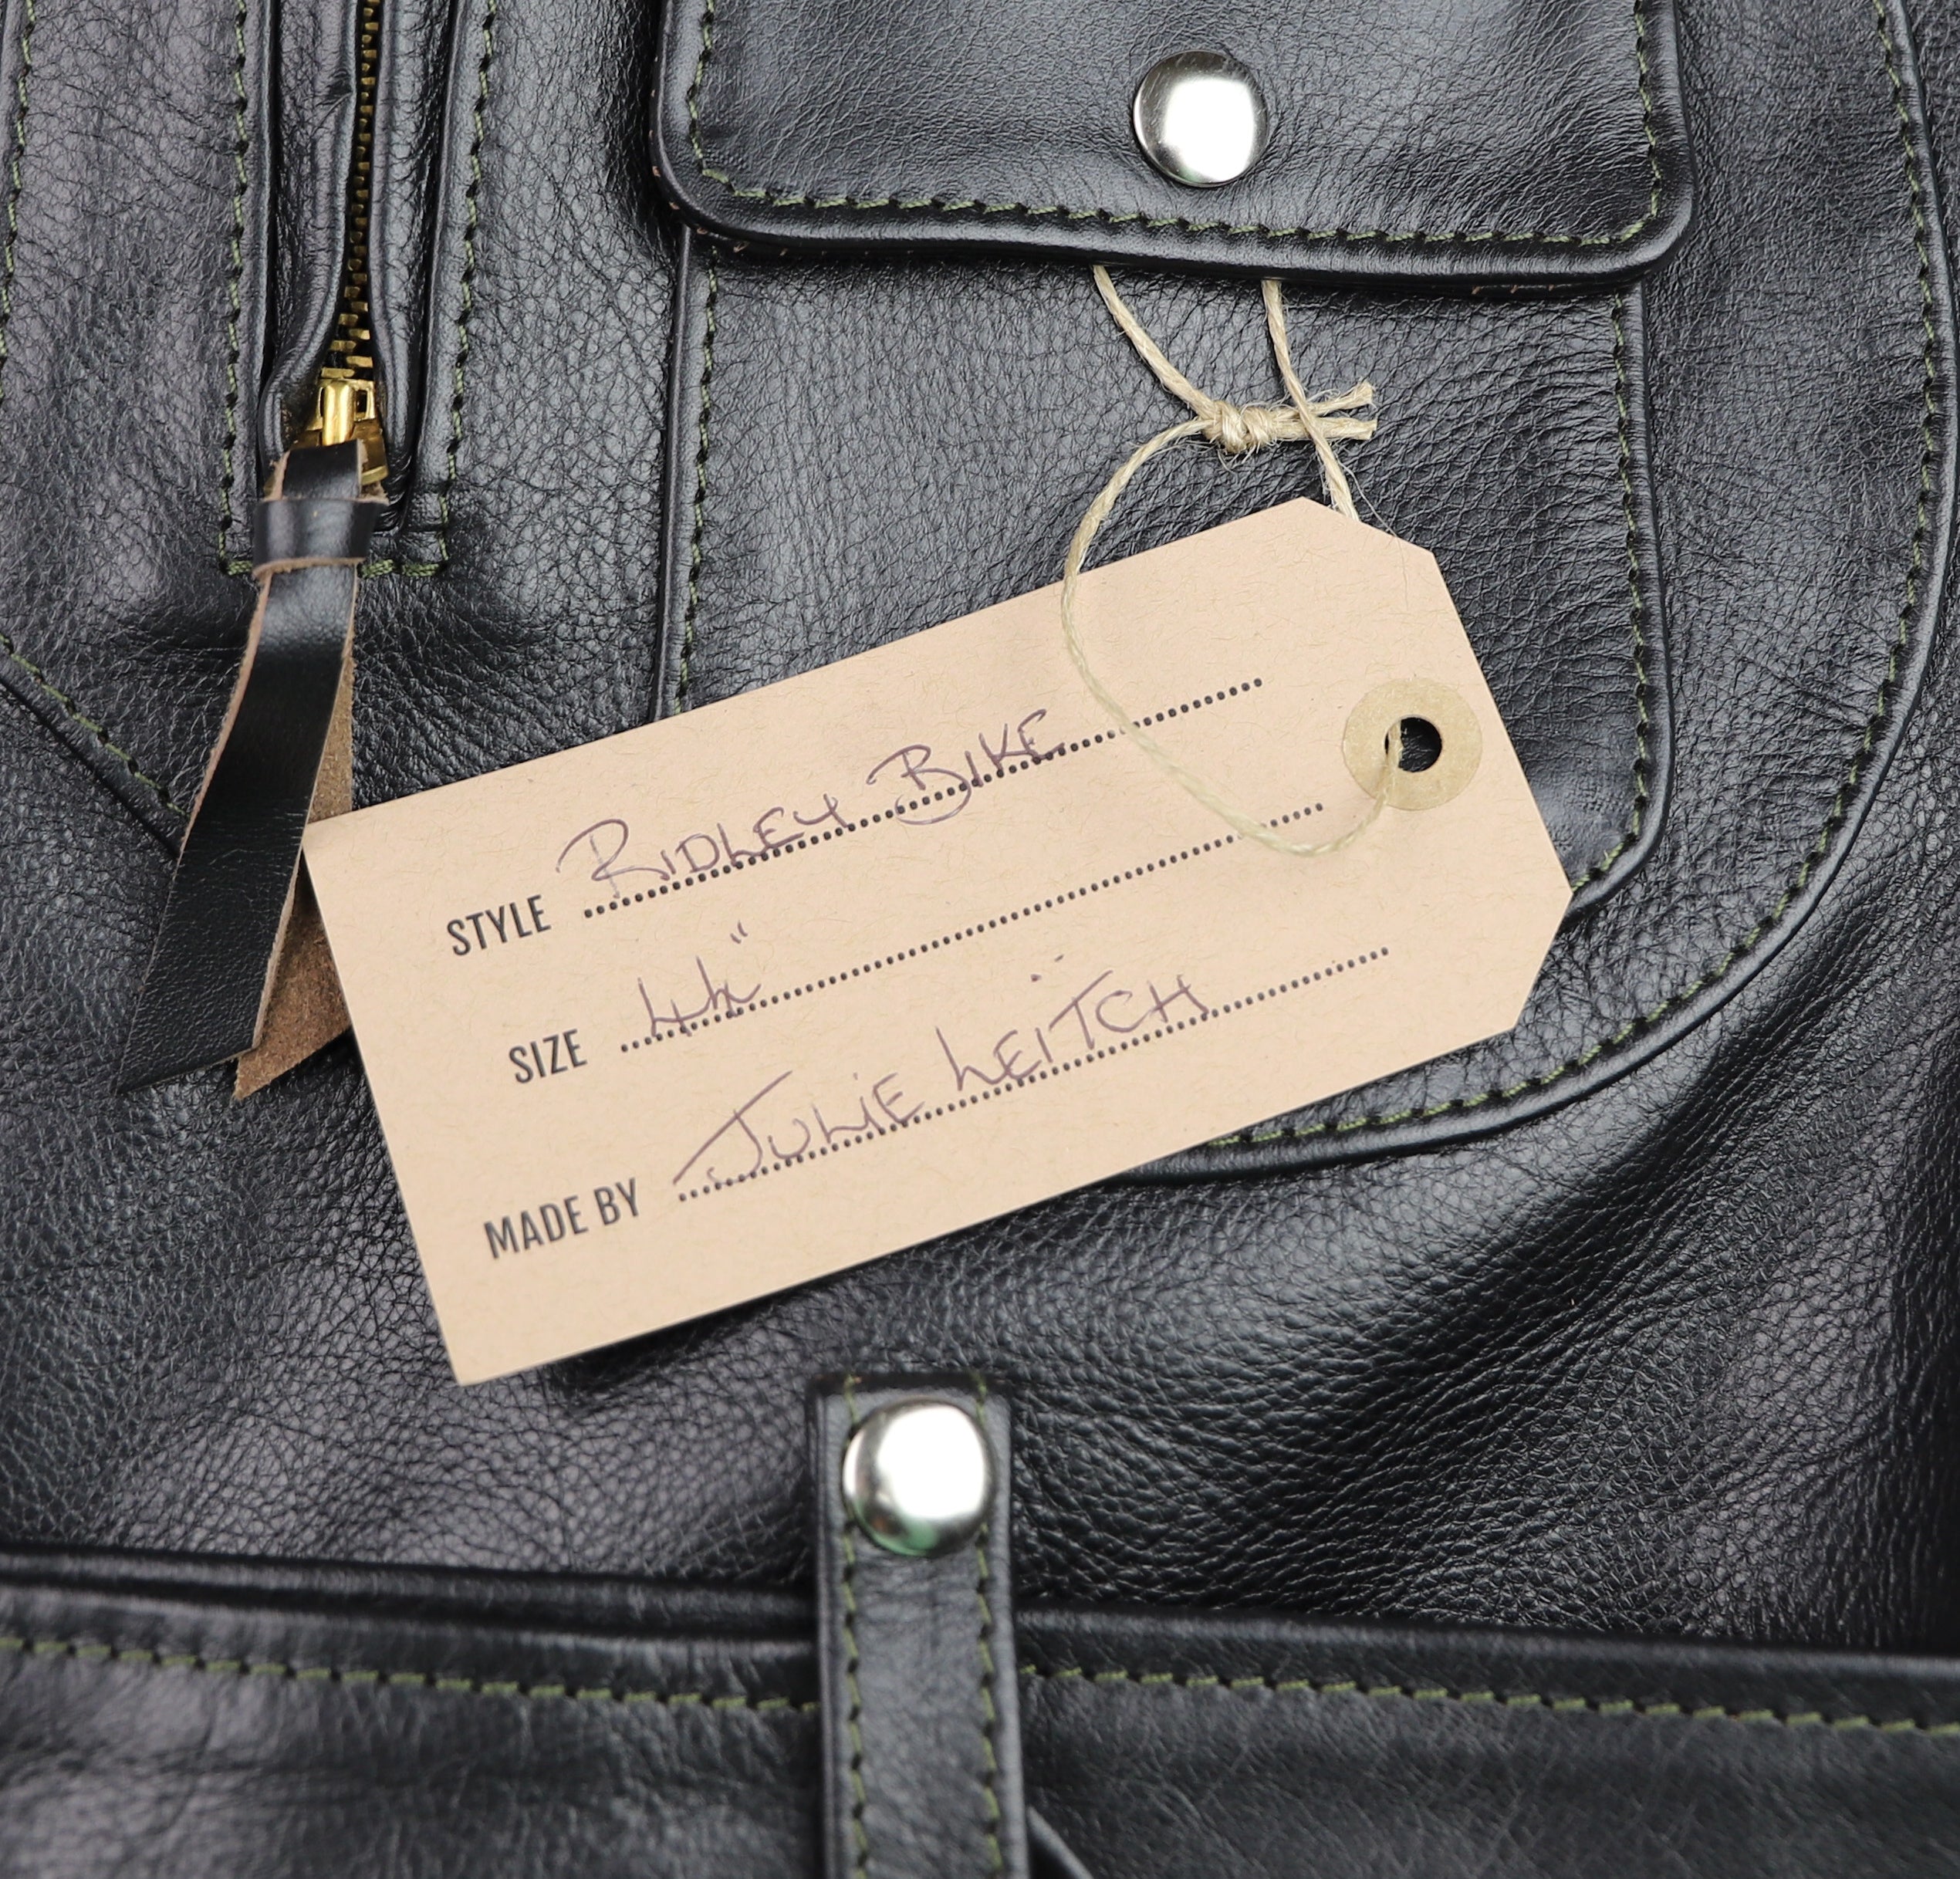 STYLE RIDLEY BIKE
SIZE 44"
MADE BY JULIE LEITCH